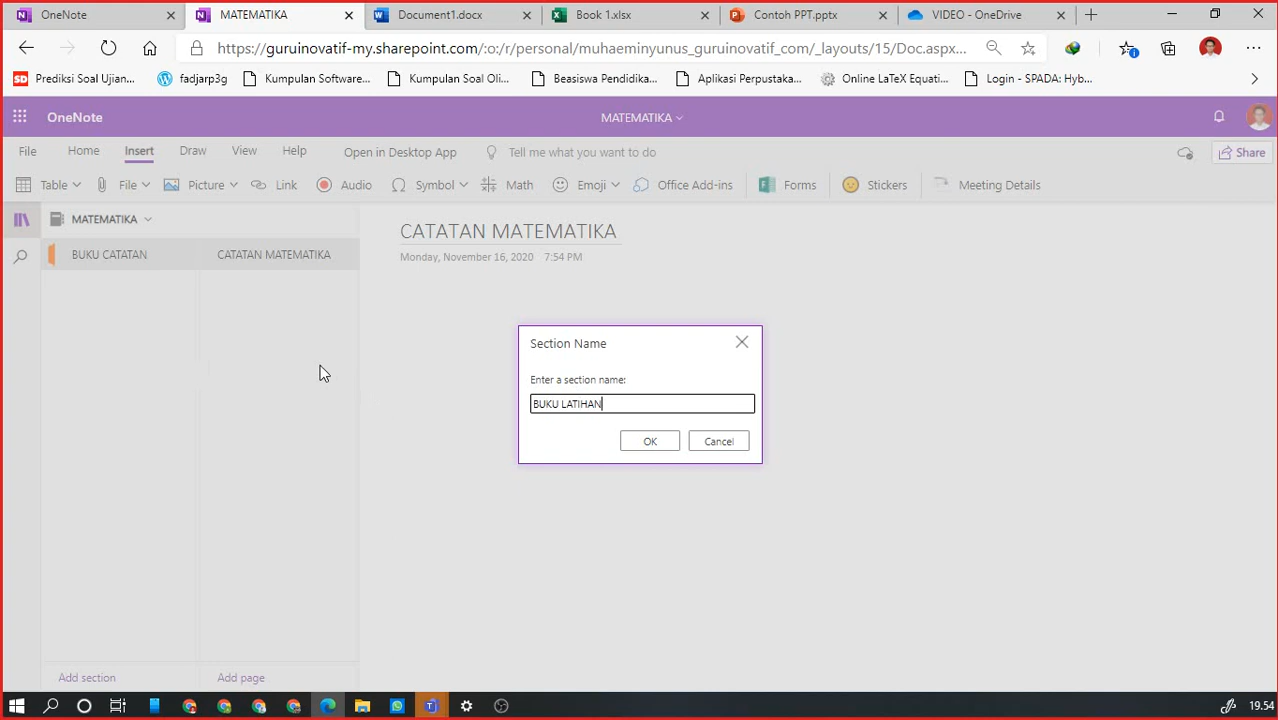 OneNote
MATEMATIKA
Document1.docx
Book 1.xlsx
Contoh PPT.pptx
VIDEO - OneDrive
https://guruinovatif-my.sharepoint.com/:o:/r/personal/muhaeminyunus_guruinovatif_com/_layouts/15/Doc.aspx...
SD Prediksi Soal Ujian...
fadjarp3g
Kumpulan Software...
Kumpulan Soal Oli...
Beasiswa Pendidika...
Aplikasi Perpustaka...
Online LaTeX Equati...
Login - SPADA: Hyb...
OneNote
MATEMATIKA
File Home Insert Draw View Help Open in Desktop App Tell me what you want to do Share
Table File Picture Link Audio Symbol Math Emoji Office Add-ins Forms Stickers Meeting Details
MATEMATIKA
BUKU CATATAN
CATATAN MATEMATIKA
CATATAN MATEMATIKA
Monday, November 16, 2020 7:54 PM
Section Name
Enter a section name:
BUKU LATIHAN
OK Cancel
Add section
Add page
19.54